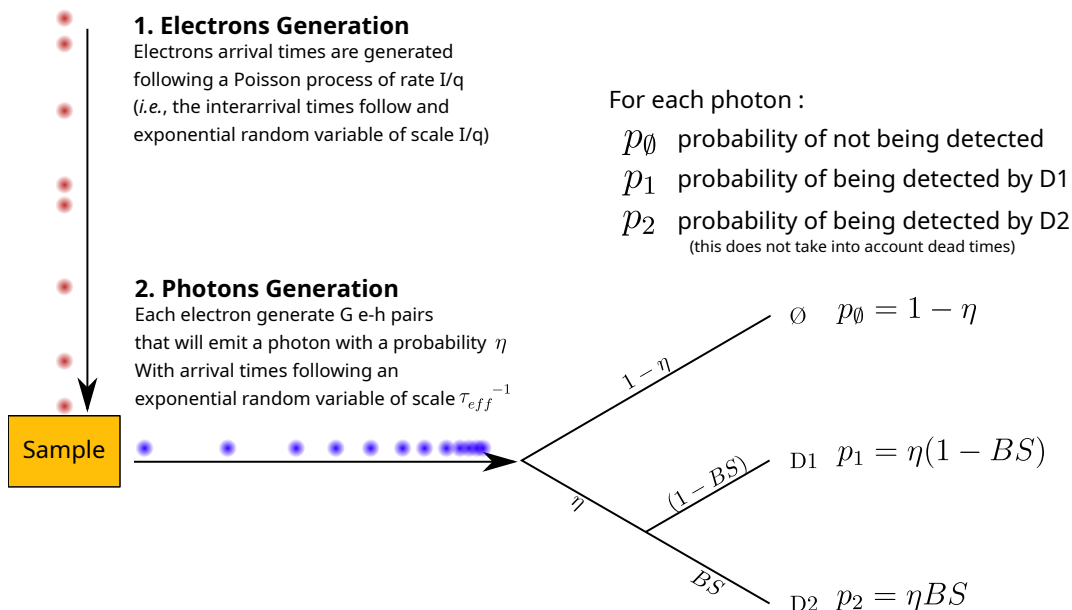 1. Electrons Generation
Electrons arrival times are generated
following a Poisson process of rate I/q
(i.e., the interarrival times follow and
exponential random variable of scale I/q)
For each photon :
p∅ probability of not being detected
p1 probability of being detected by D1
p2 probability of being detected by D2
(this does not take into account dead times)
2. Photons Generation
Each electron generate G e-h pairs
that will emit a photon with a probability η
With arrival times following an
exponential random variable of scale τeff⁻¹
Sample
1 − η
Ø p∅ = 1 − η
η
(1 − BS)
D1 p1 = η(1 − BS)
BS
D2 p2 = ηBS